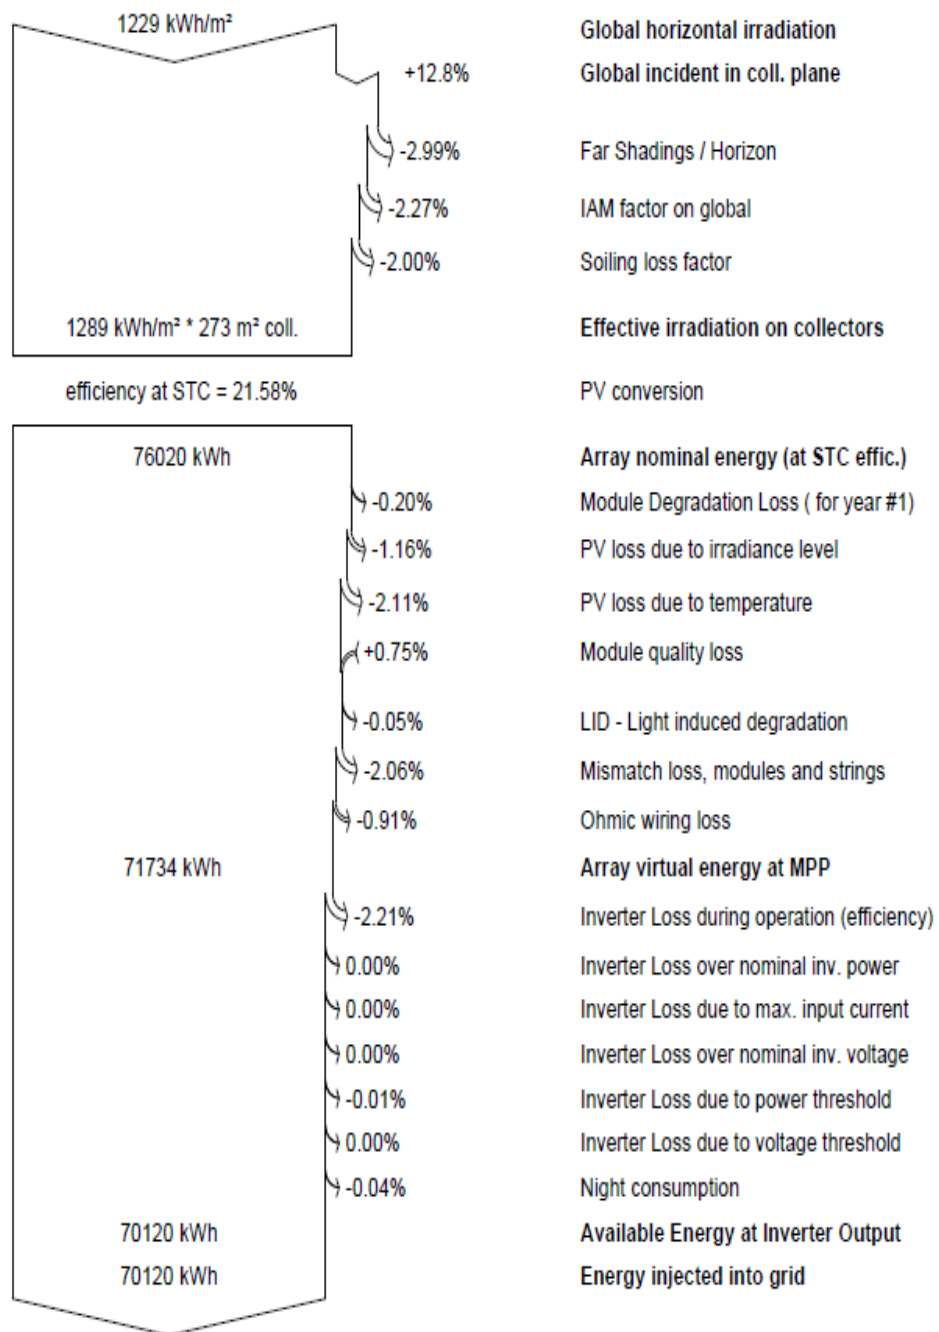 1229 kWh/m² Global horizontal irradiation
+12.8% Global incident in coll. plane
-2.99% Far Shadings / Horizon
-2.27% IAM factor on global
-2.00% Soiling loss factor
1289 kWh/m² * 273 m² coll. Effective irradiation on collectors
efficiency at STC = 21.58% PV conversion
76020 kWh Array nominal energy (at STC effic.)
-0.20% Module Degradation Loss ( for year #1)
-1.16% PV loss due to irradiance level
-2.11% PV loss due to temperature
+0.75% Module quality loss
-0.05% LID - Light induced degradation
-2.06% Mismatch loss, modules and strings
-0.91% Ohmic wiring loss
71734 kWh Array virtual energy at MPP
-2.21% Inverter Loss during operation (efficiency)
0.00% Inverter Loss over nominal inv. power
0.00% Inverter Loss due to max. input current
0.00% Inverter Loss over nominal inv. voltage
-0.01% Inverter Loss due to power threshold
0.00% Inverter Loss due to voltage threshold
-0.04% Night consumption
70120 kWh Available Energy at Inverter Output
70120 kWh Energy injected into grid